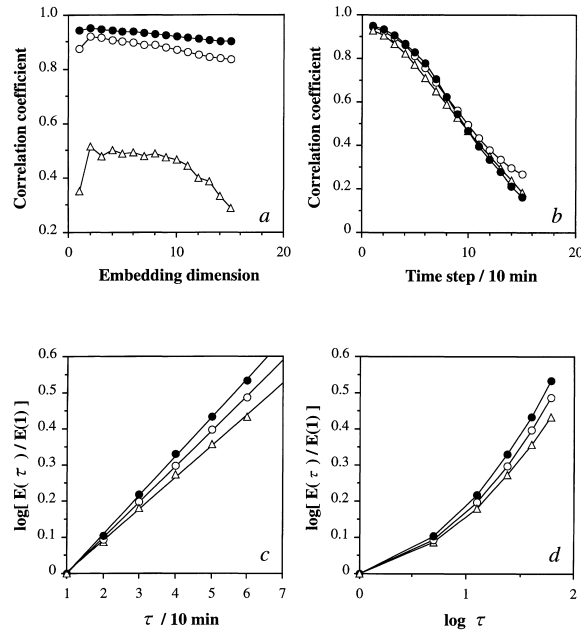 1.0
0.8
0.6
0.4
0.2
Correlation coefficient
0
10
20
Embedding dimension
a
1.0
0.8
0.6
0.4
0.2
0
Correlation coefficient
0
10
20
Time step / 10 min
b
0.6
0.5
0.4
0.3
0.2
0.1
0
log[ E( τ ) / E(1) ]
1 2 3 4 5 6 7
τ / 10 min
c
0.6
0.5
0.4
0.3
0.2
0.1
0
log[ E( τ ) / E(1) ]
0
1
2
log τ
d